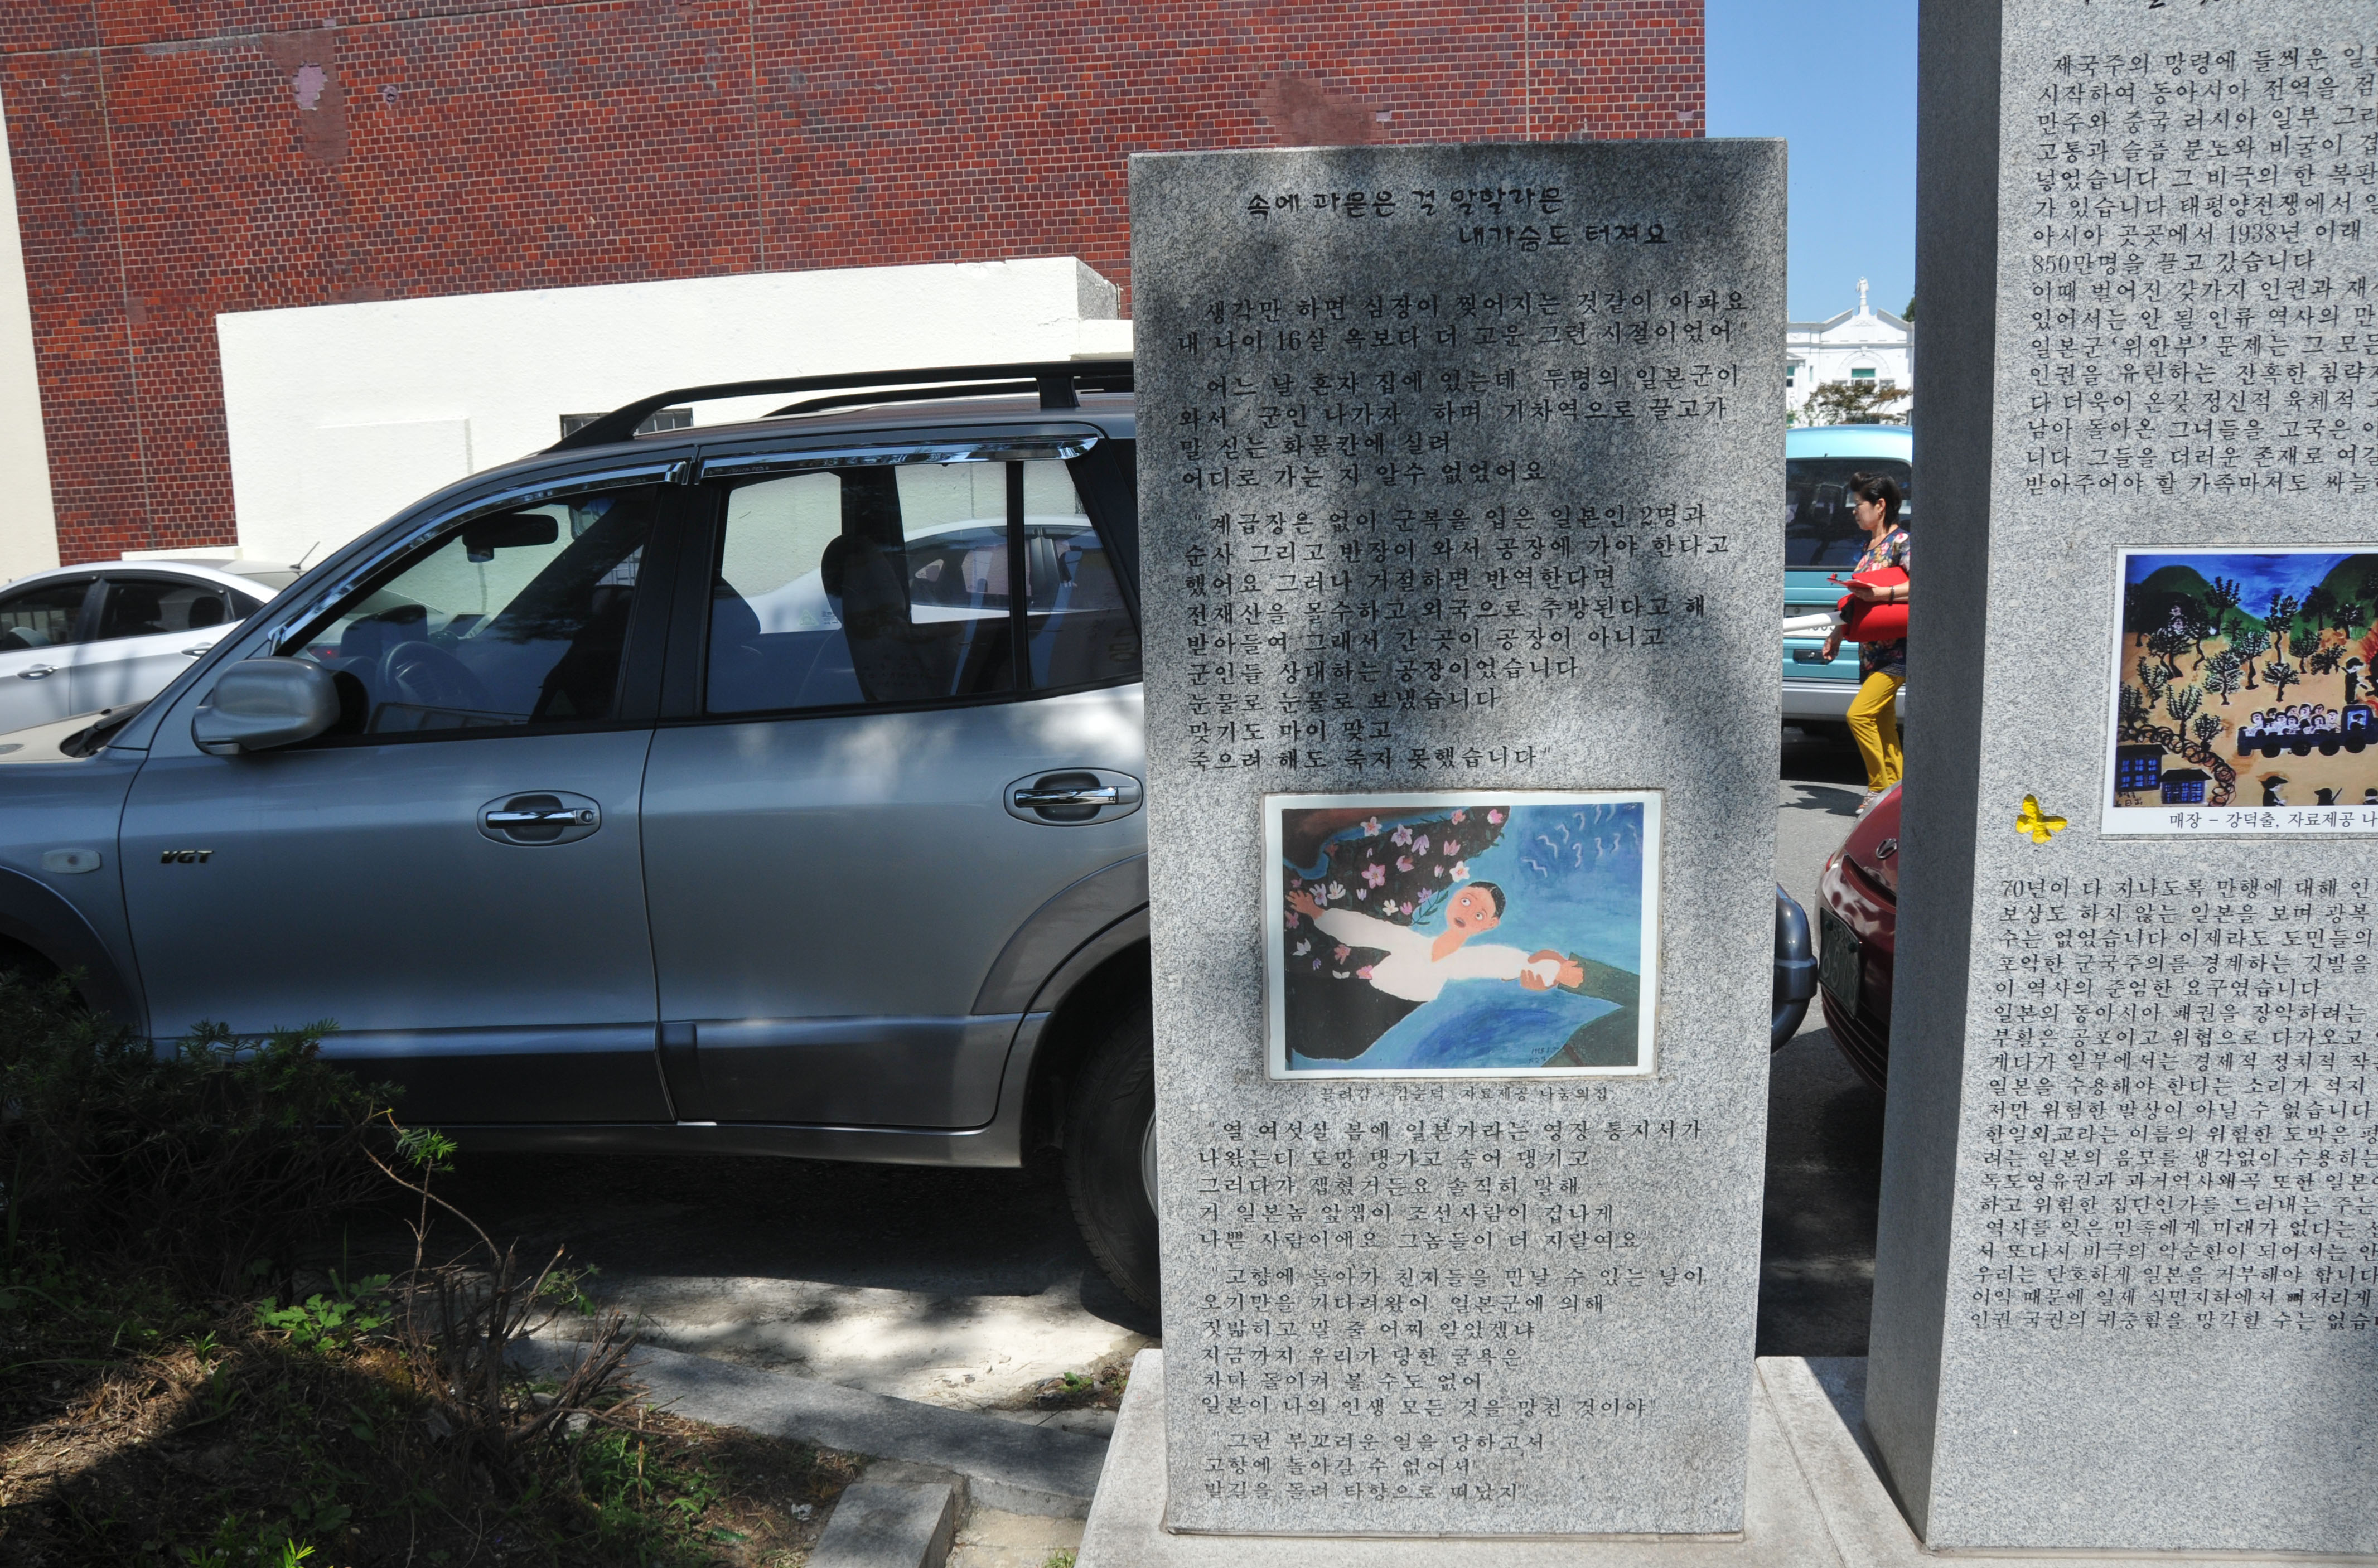 속에 파묻은 걸 말할라믄
내가슴도 터져요
"생각만 하면 심장이 찢어지는 것같이 아파요
내 나이 16살 옥보다 더 고운 그런 시절이었어"
"어느 날 혼자 집에 있는데 두명의 일본군이
와서 '군인 나가자' 하며 기차역으로 끌고가
말 싣는 화물칸에 실려
어디로 가는 지 알수 없었어요
"계급장은 없이 군복을 입은 일본인 2명과
순사 그리고 반장이 와서 공장에 가야 한다고
했어요 그러나 거절하면 반역한다면
전재산을 몰수하고 외국으로 추방된다고 해
받아들여 그래서 간 곳이 공장이 아니고
군인들 상대하는 공장이었습니다
눈물로 눈물로 보냈습니다
맞기도 마이 맞고
죽으려 해도 죽지 못했습니다"
끌려감 - 김순덕 자료제공 나눔의집
"열 여섯살 봄에 일본가라는 영장 통지서가
나왔는디 도망 댕가고 숨어 댕기고
그러다가 잽혔거든요 솔직히 말해
거 일본놈 앞잽이 조선사람이 겁나게
나쁜 사람이애요 그놈들이 더 지랄여요"
"고향에 돌아가 친지들을 만날 수 있는 날이
오기만을 기다려왔어 일본군에 의해
짓밟히고 말 줄 어찌 알았겠냐
지금까지 우리가 당한 굴욕은
차마 돌이켜 볼 수도 없어
일본이 나의 인생 모든 것을 망친 것이야"
"그런 부끄러운 일을 당하고서
고향에 돌아갈 수 없어서
발길을 돌려 타향으로 떠났지"
제국주의 망령에 들씌운 일
시작하여 동아시아 전역을 점
만주와 중국 러시아 일부 그리
고통과 슬픔 분노와 비굴이 겹
넣었습니다 그 비극의 한 복판
가 있습니다 태평양전쟁에서
아시아 곳곳에서 1938년 이래
850만명을 끌고 갔습니다
이때 벌어진 갖가지 인권과 재
있어서는 안 될 인류 역사의 만
일본군 '위안부' 문제는 그 모든
인권을 유린하는 잔혹한 침략
다 더욱이 온갖 정신적 육체적
남아 돌아온 그녀들을 고국은
니다 그들을 더러운 존재로 여길
받아주어야 할 가족마저도 싸늘
매장 - 강덕출, 자료제공 나
70년이 다 지나도록 만행에 대해 인
보상도 하지 않는 일본을 보며 광복
수는 없었습니다 이제라도 도민들의
포악한 군국주의를 경계하는 깃발을
이 역사의 준엄한 요구였습니다
일본의 동아시아 패권을 장악하려는
부활은 공포이고 위협으로 다가오고
게다가 일부에서는 경제적 정치적 작
일본을 수용해야 한다는 소리가 적지
저만 위험한 발상이 아닐 수 없습니다
한일외교라는 이름의 위험한 도박은 평
려는 일본의 음모를 생각없이 수용하는
독도영유권과 과거역사왜곡 또한 일본
하고 위험한 집단인가를 드러내는 주는
역사를 잊은 민족에게 미래가 없다는
서 또다시 비극의 악순환이 되어서는 안
우리는 단호하게 일본을 거부해야 합니다
이익 때문에 일제 식민지하에서 뼈저리게
인권 국권의 귀중함을 망각할 수는 없습
VGT